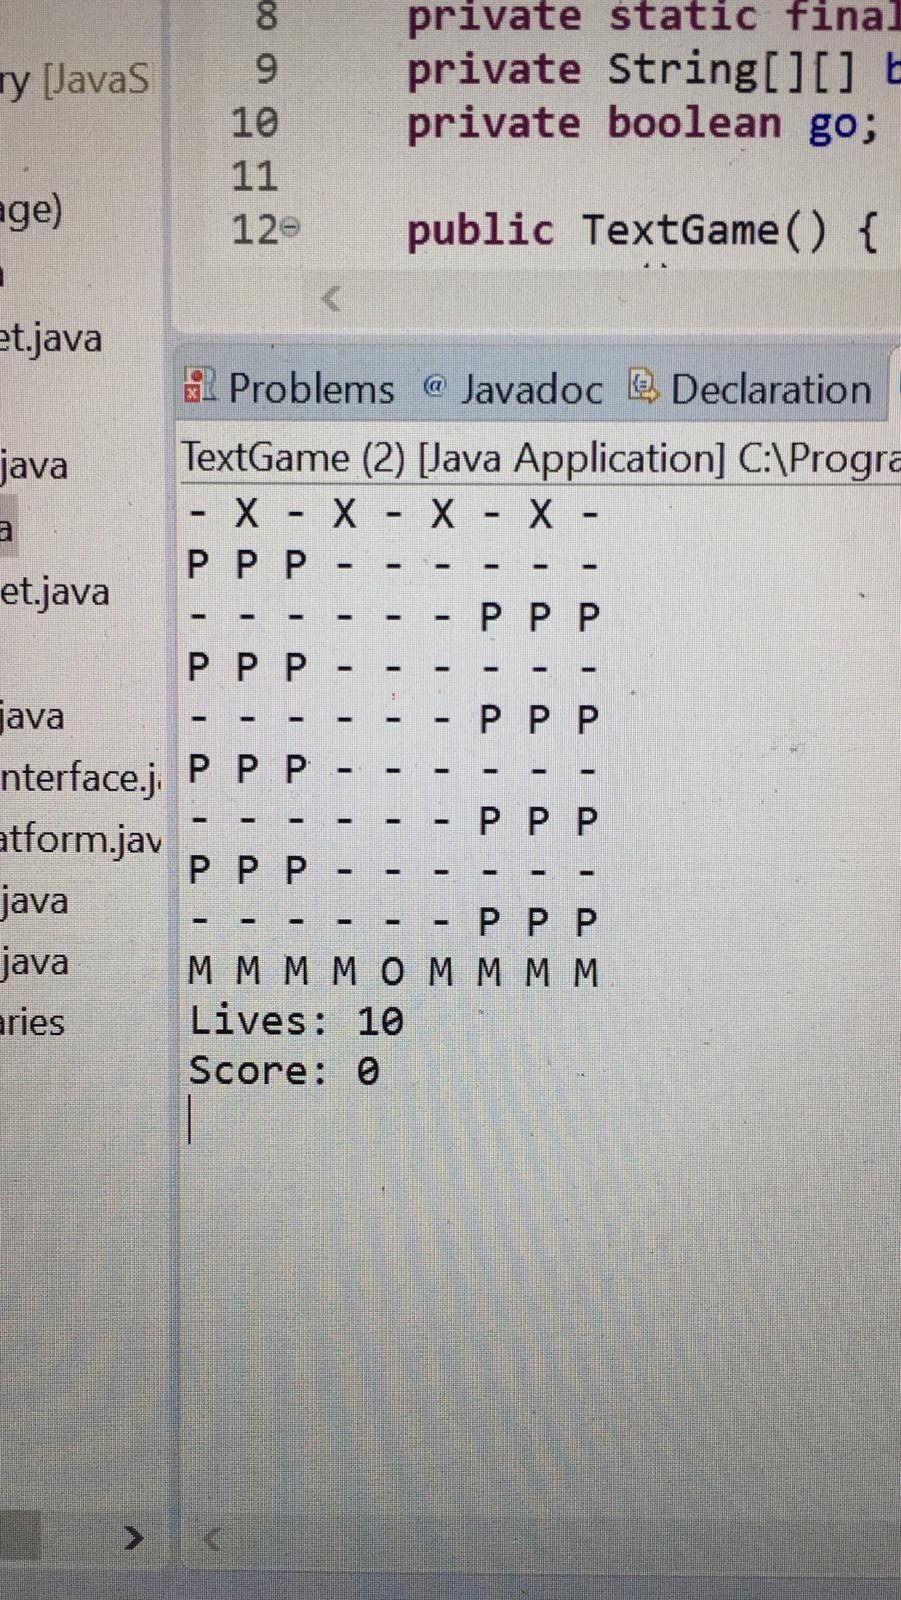 ry [JavaS
age)
et.java
java
a
et.java
java
nterface.j
atform.jav
java
java
aries
8 private static final
9 private String[][] b
10 private boolean go;
11
12 public TextGame() {
Problems @ Javadoc Declaration
TextGame (2) [Java Application] C:\Progra
- X - X - X - X -
P P P - - - - - -
- - - - - - P P P
P P P - - - - - -
- - - - - - P P P
P P P - - - - - -
- - - - - - P P P
P P P - - - - - -
- - - - - - P P P
M M M M O M M M M
Lives: 10
Score: 0